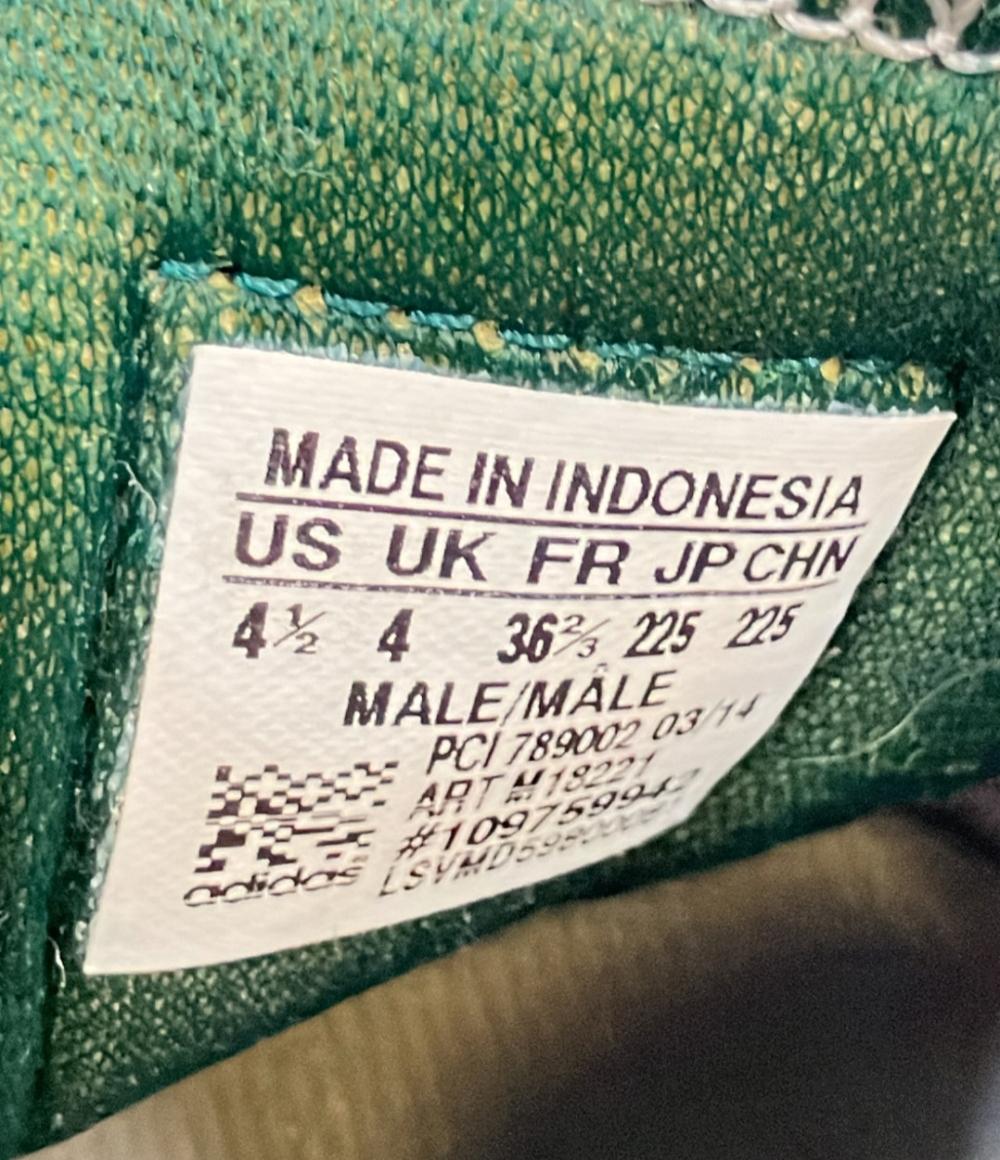 MADE IN INDONESIA
US UK FR JP CHN
4½ 4 36⅔ 225 225
MALE/MÂLE
PCI 789002 03/14
ART M18221
#109759942
adidas